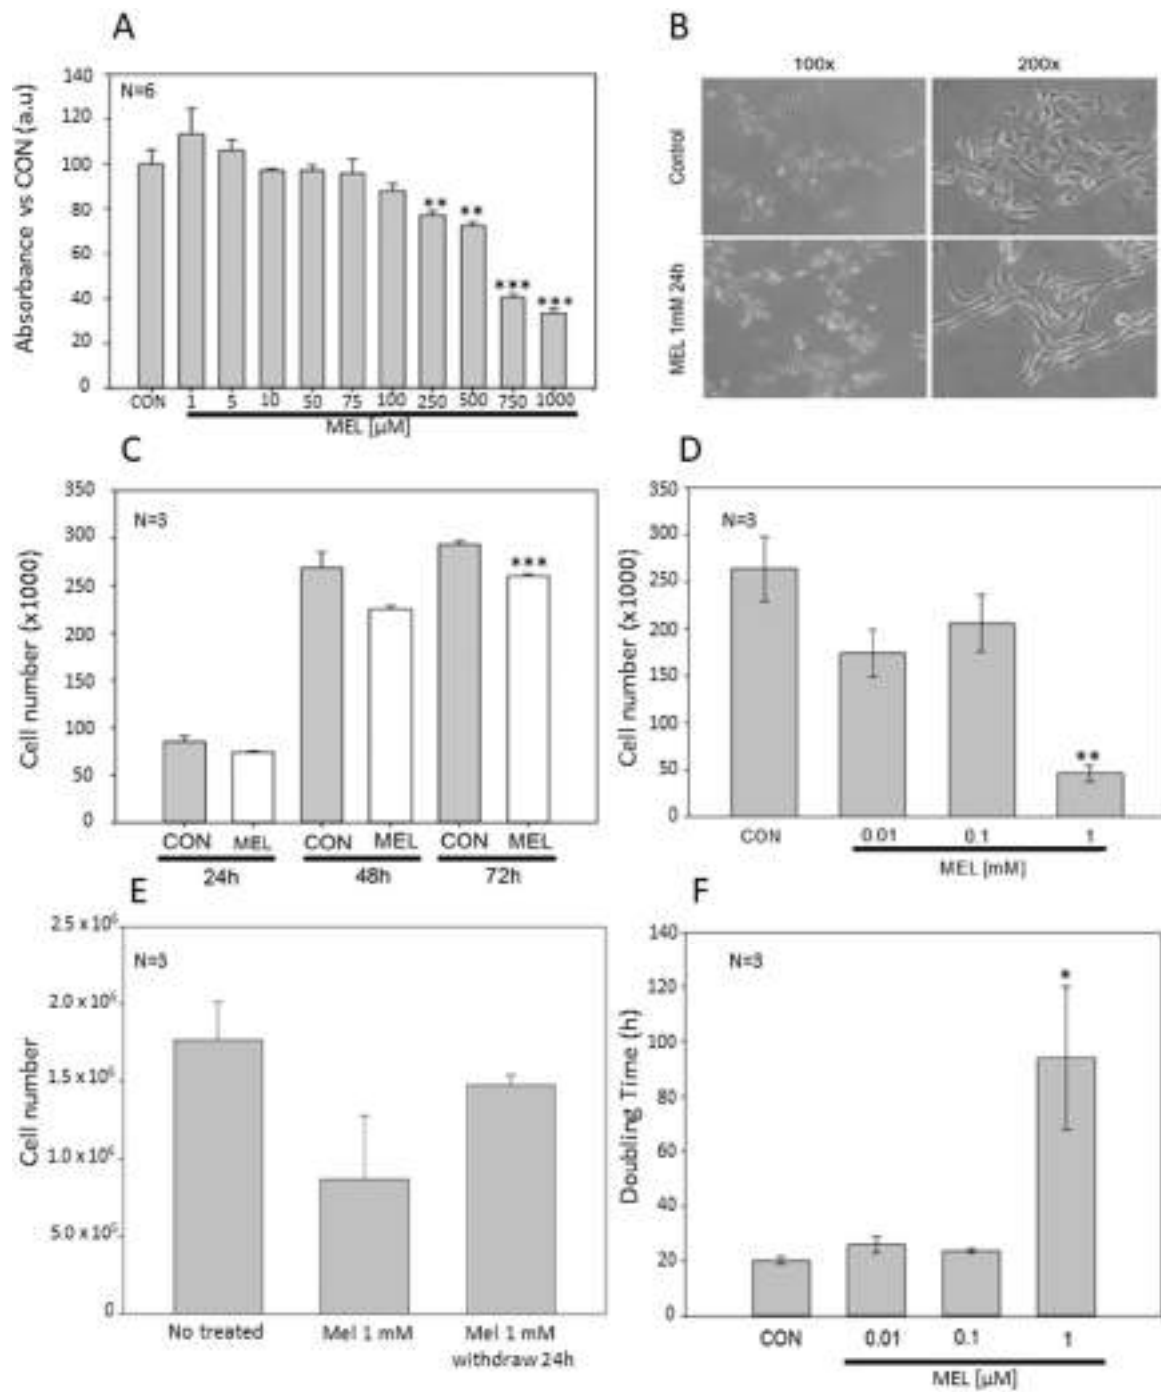 A
140
120
100
80
60
40
20
0
Absorbance vs CON (a.u)
N=6
** **
*** ***
CON 1 5 10 50 75 100 250 500 750 1000
MEL [μM]
B
100x 200x
Control
MEL 1mM 24h
C
350
300
250
200
150
100
50
0
Cell number (x1000)
N=3
***
CON MEL CON MEL CON MEL
24h 48h 72h
D
350
300
250
200
150
100
50
0
Cell number (x1000)
N=3
**
CON 0.01 0.1 1
MEL [mM]
E
2.5 x 10⁶
2.0 x 10⁶
1.5 x 10⁶
1.0 x 10⁶
5.0 x 10⁵
0
Cell number
N=3
No treated Mel 1 mM Mel 1 mM
withdraw 24h
F
140
120
100
80
60
40
20
0
Doubling Time (h)
N=3
*
CON 0.01 0.1 1
MEL [μM]